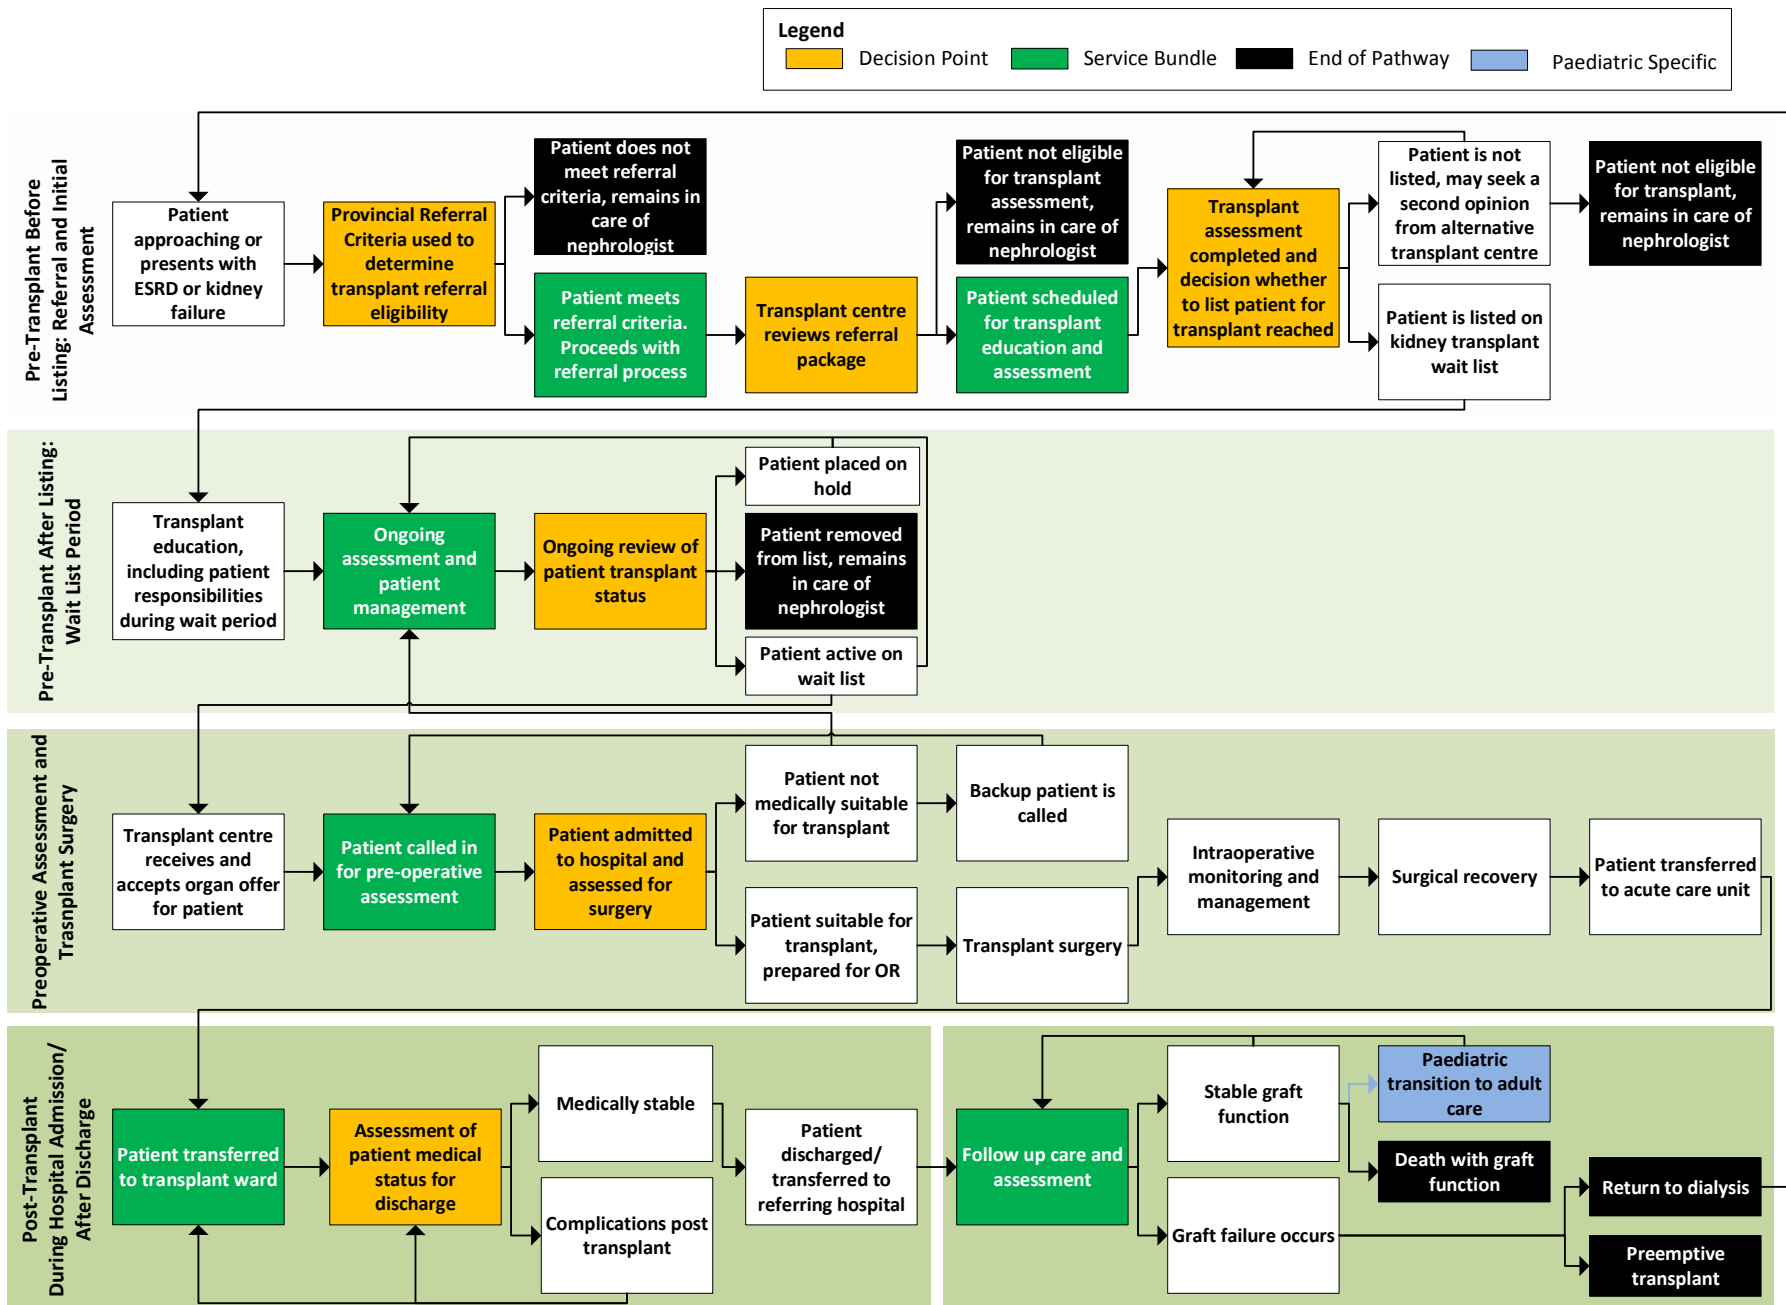 Legend
Decision Point
Service Bundle
End of Pathway
Paediatric Specific
Pre-Transplant Before
Listing: Referral and Initial
Assessment
Patient
approaching or
presents with
ESRD or kidney
failure
Provincial Referral
Criteria used to
determine
transplant referral
eligibility
Patient does not
meet referral
criteria, remains in
care of
nephrologist
Patient meets
referral criteria.
Proceeds with
referral process
Transplant centre
reviews referral
package
Patient not eligible
for transplant
assessment,
remains in care of
nephrologist
Patient scheduled
for transplant
education and
assessment
Transplant
assessment
completed and
decision whether
to list patient for
transplant reached
Patient is not
listed, may seek a
second opinion
from alternative
transplant centre
Patient is listed on
kidney transplant
wait list
Patient not eligible
for transplant,
remains in care of
nephrologist
Pre-Transplant After Listing:
Wait List Period
Transplant
education,
including patient
responsibilities
during wait period
Ongoing
assessment and
patient
management
Ongoing review of
patient transplant
status
Patient placed on
hold
Patient removed
from list, remains
in care of
nephrologist
Patient active on
wait list
Preoperative Assessment and
Trasnplant Surgery
Transplant centre
receives and
accepts organ offer
for patient
Patient called in
for pre-operative
assessment
Patient admitted
to hospital and
assessed for
surgery
Patient not
medically suitable
for transplant
Backup patient is
called
Patient suitable for
transplant,
prepared for OR
Transplant surgery
Intraoperative
monitoring and
management
Surgical recovery
Patient transferred
to acute care unit
Post-Transplant
During Hospital Admission/
After Discharge
Patient transferred
to transplant ward
Assessment of
patient medical
status for
discharge
Medically stable
Complications post
transplant
Patient
discharged/
transferred to
referring hospital
Follow up care and
assessment
Stable graft
function
Graft failure occurs
Paediatric
transition to adult
care
Death with graft
function
Return to dialysis
Preemptive
transplant